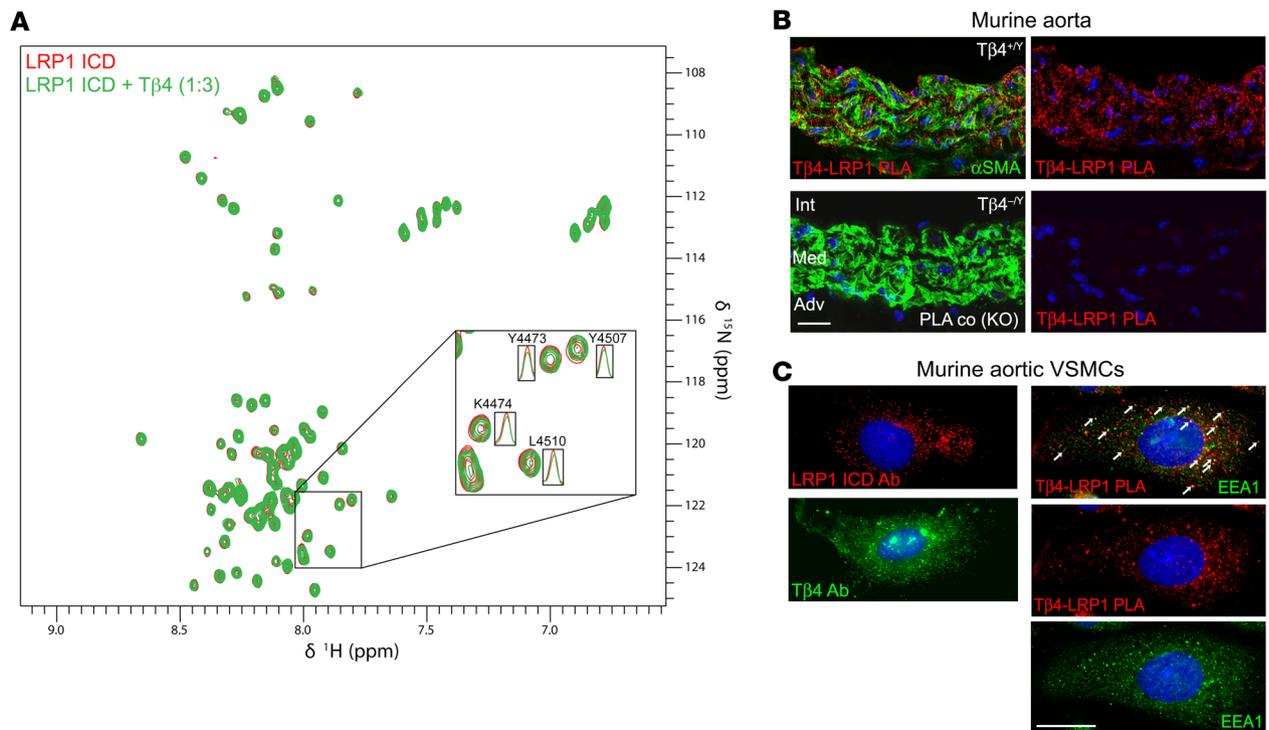 A
LRP1 ICD
LRP1 ICD + Tβ4 (1:3)
108
110
112
114
116
118
120
122
124
δ ¹⁵N (ppm)
Y4473
Y4507
K4474
L4510
9.0
8.5
8.0
7.5
7.0
δ ¹H (ppm)
B
Murine aorta
Tβ4⁺/ʸ
Tβ4-LRP1 PLA
αSMA
Tβ4-LRP1 PLA
Int
Tβ4⁻/ʸ
Med
Adv
PLA co (KO)
Tβ4-LRP1 PLA
C
Murine aortic VSMCs
LRP1 ICD Ab
Tβ4-LRP1 PLA
EEA1
Tβ4 Ab
Tβ4-LRP1 PLA
EEA1